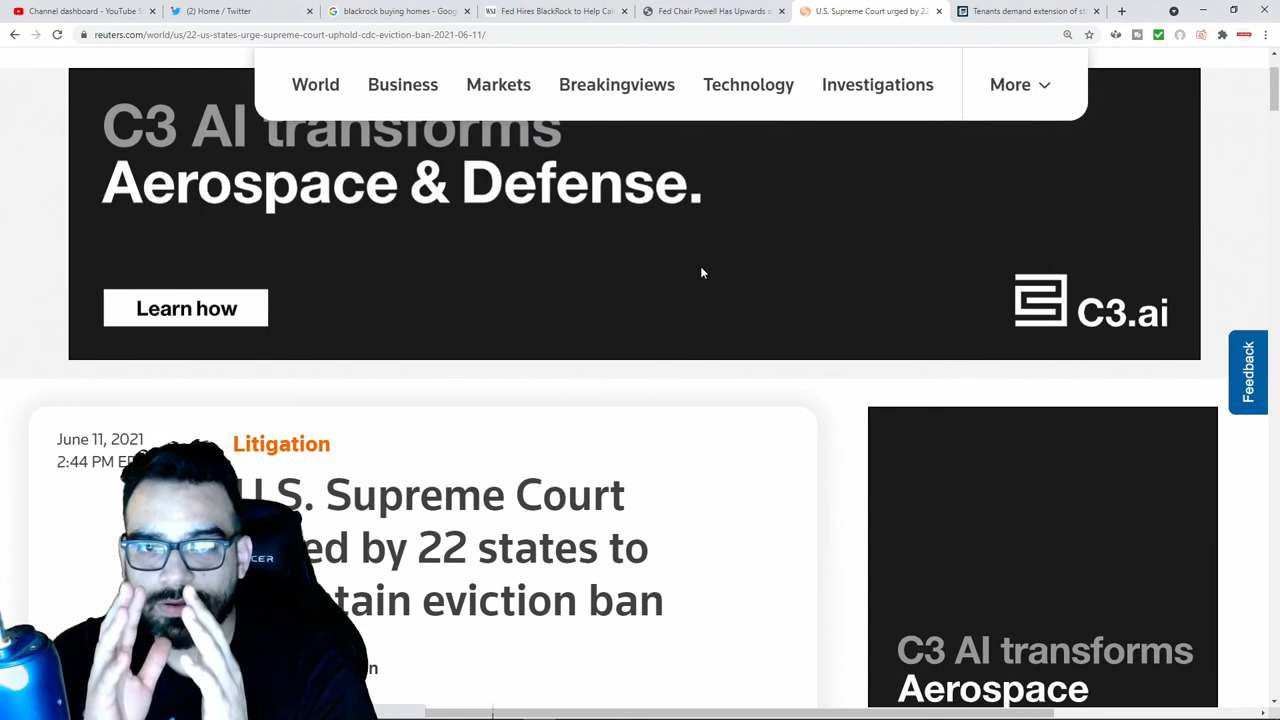 Channel dashboard - YouTube S
(2) Home / Twitter
blackrock buying homes - Goog
Fed Hires BlackRock to Help Cal
Fed Chair Powell Has Upwards o
U.S. Supreme Court urged by 22
Tenants demand extension of st
reuters.com/world/us/22-us-states-urge-supreme-court-uphold-cdc-eviction-ban-2021-06-11/
World Business Markets Breakingviews Technology Investigations More
C3 AI transforms
Aerospace & Defense.
Learn how
C3.ai
Feedback
June 11, 2021
2:44 PM E
Litigation
U.S. Supreme Court
ed by 22 states to
tain eviction ban
n
CER
C3 AI transforms
Aerospace